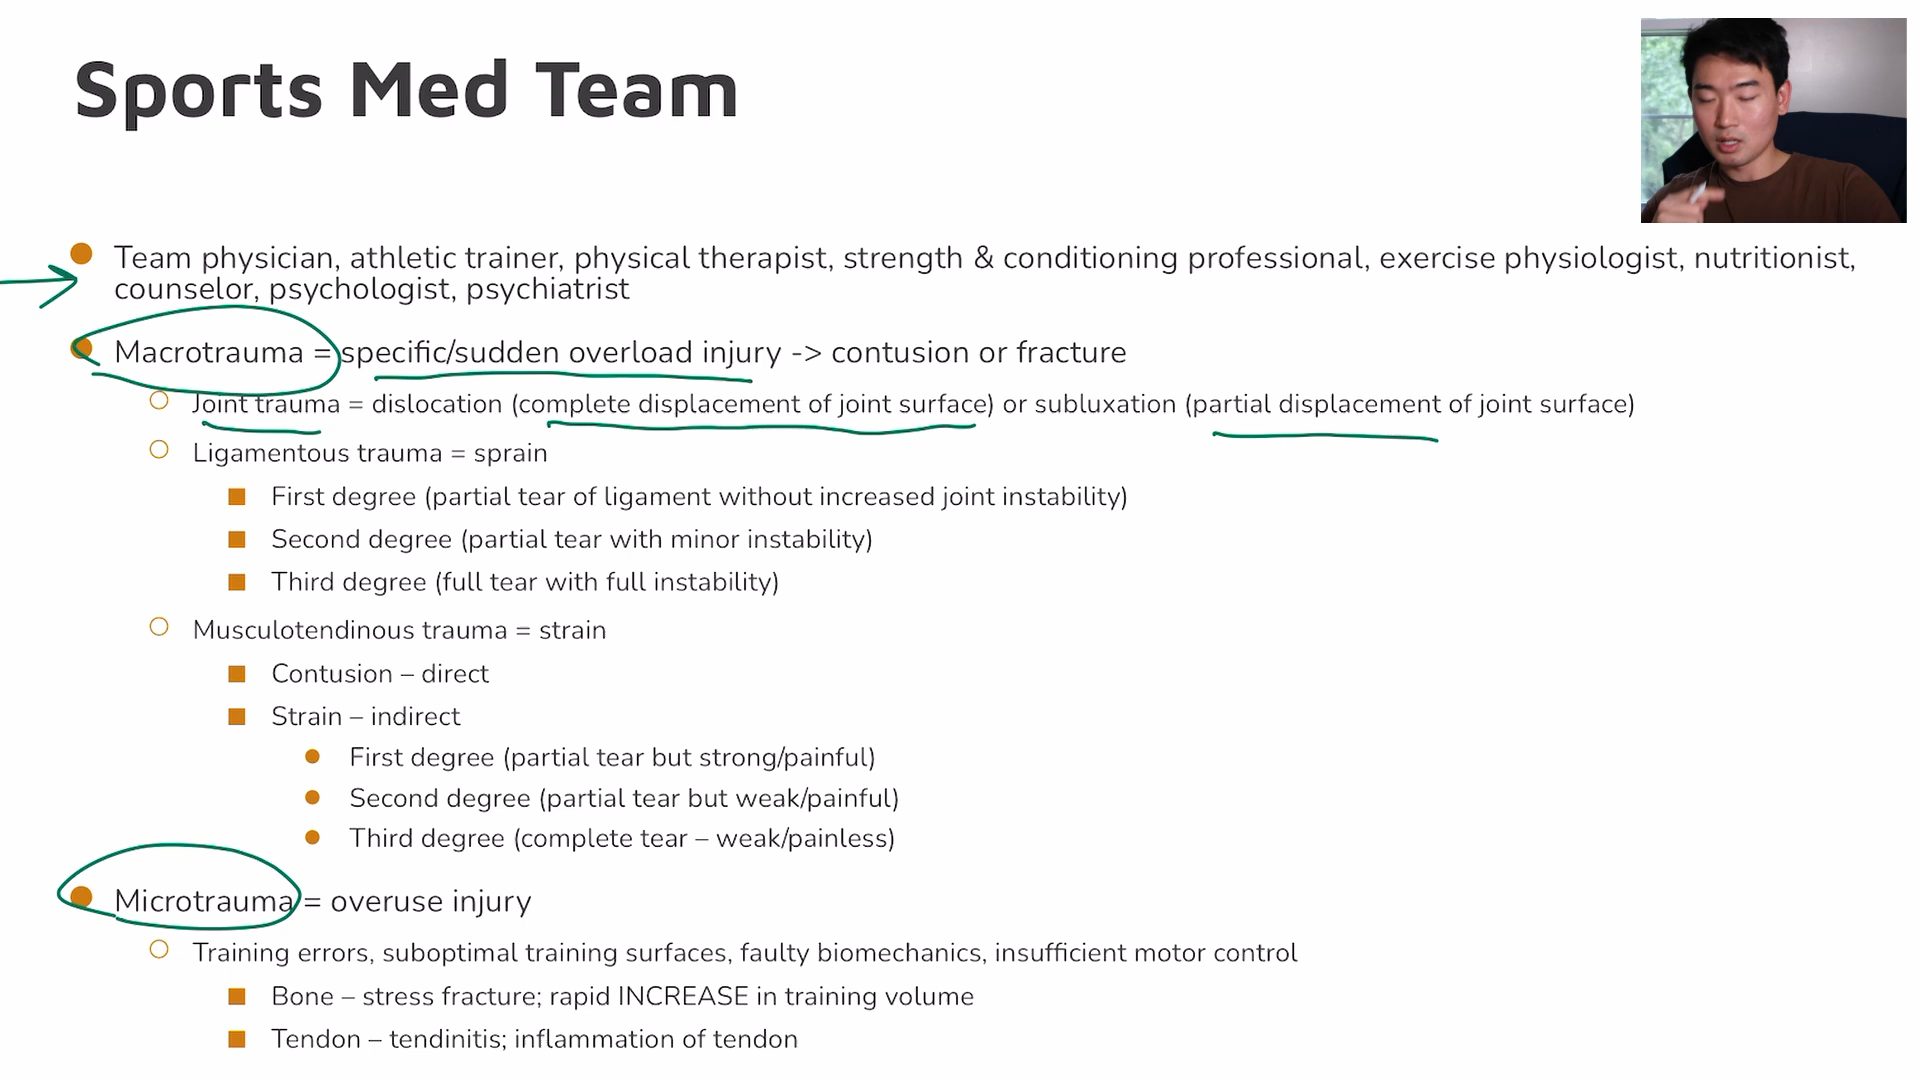 Sports Med Team
Team physician, athletic trainer, physical therapist, strength & conditioning professional, exercise physiologist, nutritionist,
counselor, psychologist, psychiatrist
Macrotrauma = specific/sudden overload injury -> contusion or fracture
Joint trauma = dislocation (complete displacement of joint surface) or subluxation (partial displacement of joint surface)
Ligamentous trauma = sprain
First degree (partial tear of ligament without increased joint instability)
Second degree (partial tear with minor instability)
Third degree (full tear with full instability)
Musculotendinous trauma = strain
Contusion – direct
Strain – indirect
First degree (partial tear but strong/painful)
Second degree (partial tear but weak/painful)
Third degree (complete tear – weak/painless)
Microtrauma = overuse injury
Training errors, suboptimal training surfaces, faulty biomechanics, insufficient motor control
Bone – stress fracture; rapid INCREASE in training volume
Tendon – tendinitis; inflammation of tendon